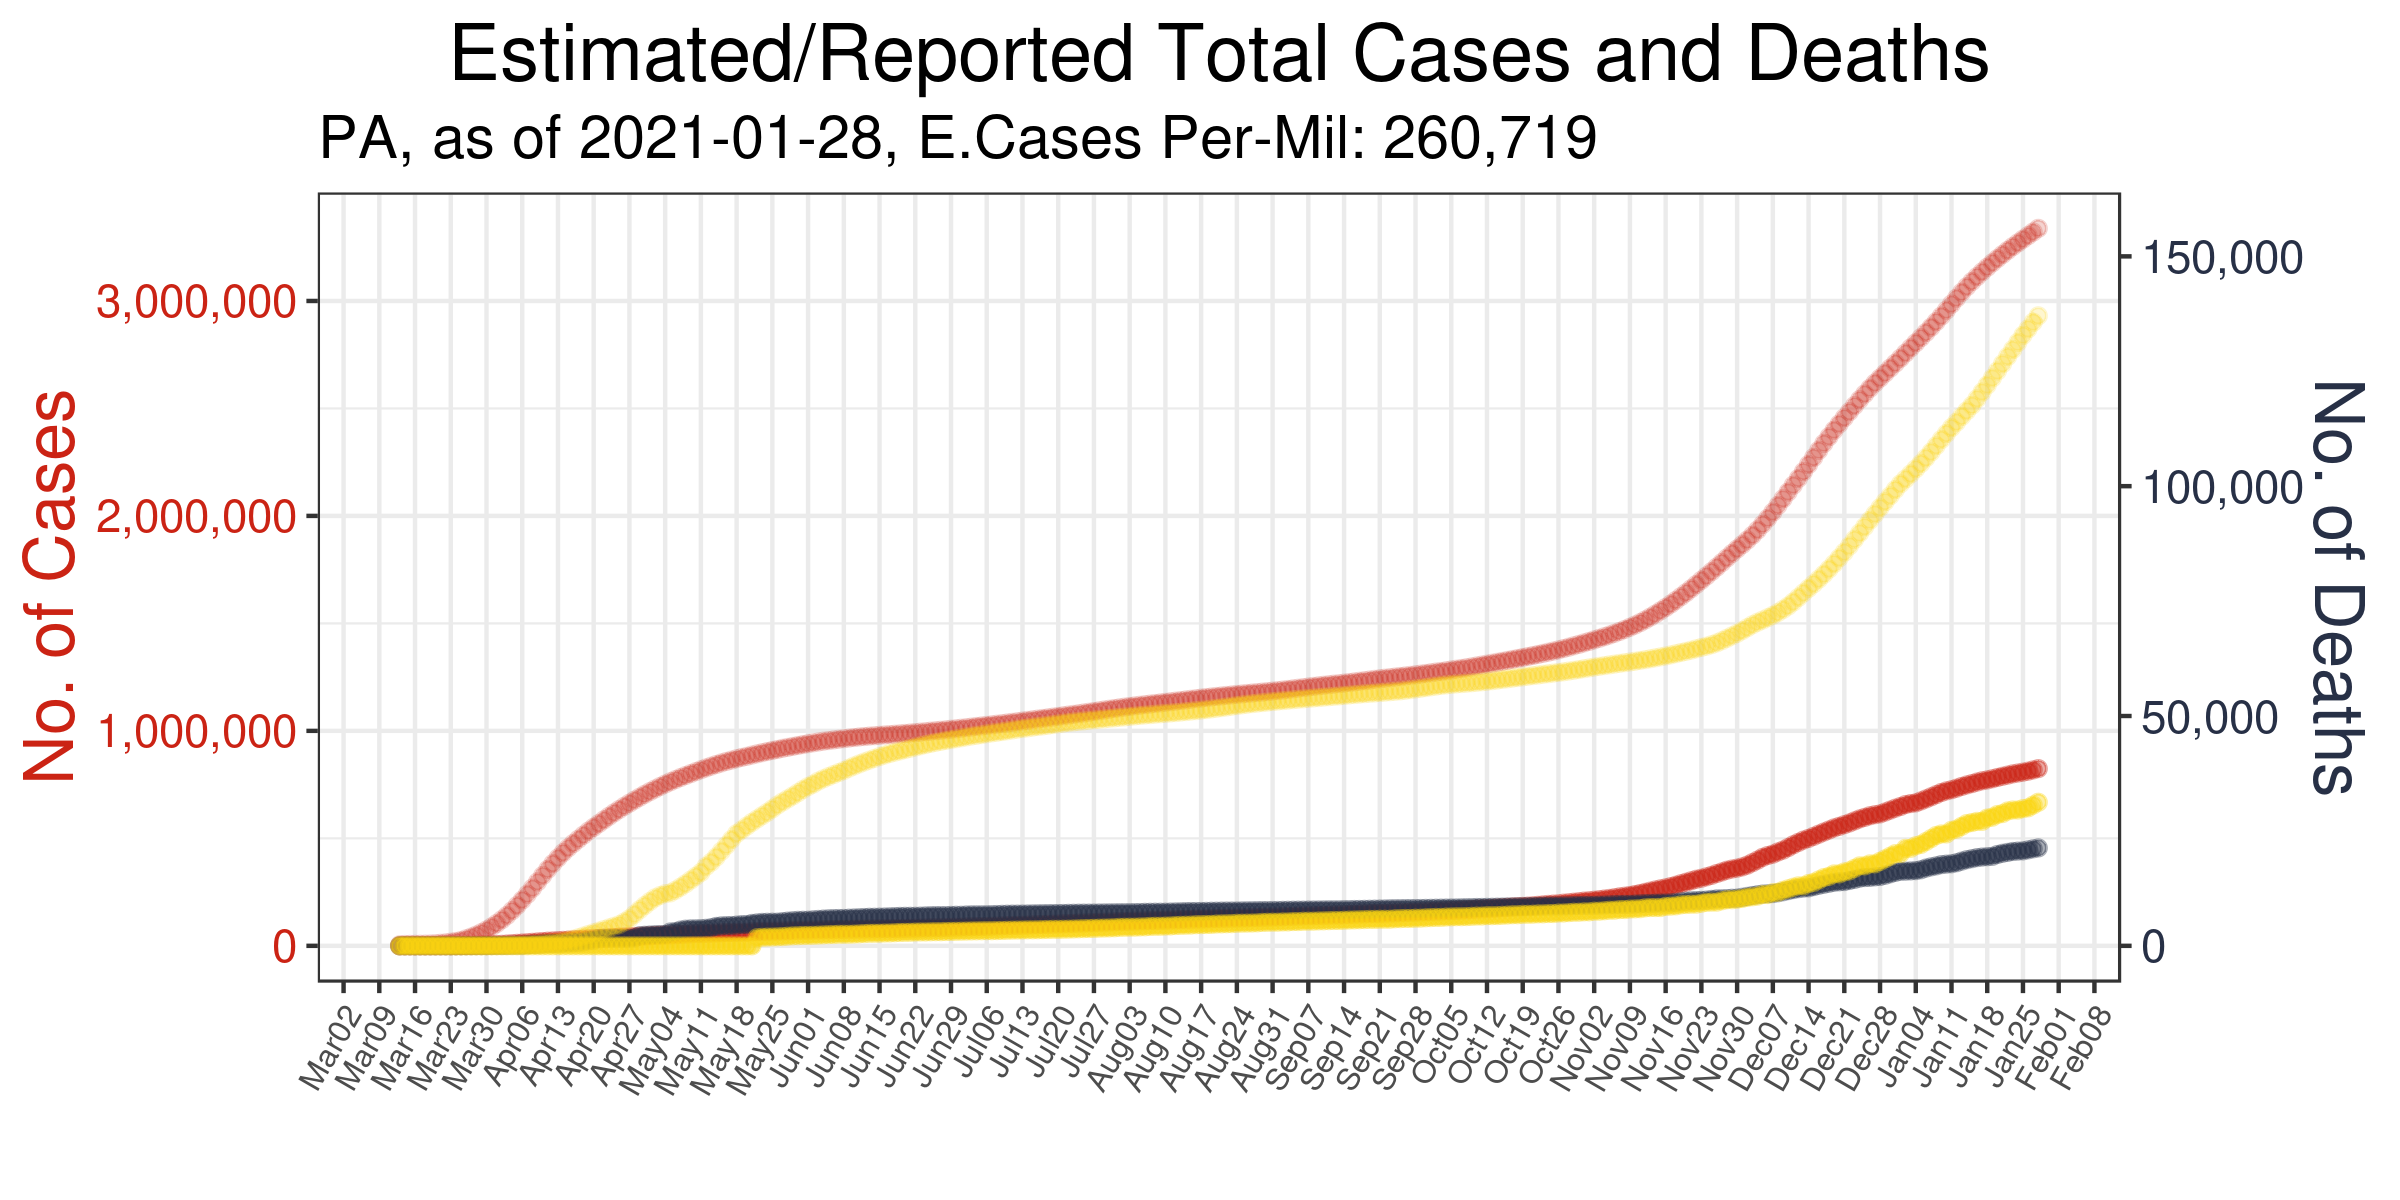 Estimated/Reported Total Cases and Deaths
PA, as of 2021-01-28, E.Cases Per-Mil: 260,719
No. of Cases
3,000,000
2,000,000
1,000,000
0
150,000
100,000
50,000
0
No. of Deaths
Mar02
Mar09
Mar16
Mar23
Mar30
Apr06
Apr13
Apr20
Apr27
May04
May11
May18
May25
Jun01
Jun08
Jun15
Jun22
Jun29
Jul06
Jul13
Jul20
Jul27
Aug03
Aug10
Aug17
Aug24
Aug31
Sep07
Sep14
Sep21
Sep28
Oct05
Oct12
Oct19
Oct26
Nov02
Nov09
Nov16
Nov23
Nov30
Dec07
Dec14
Dec21
Dec28
Jan04
Jan11
Jan18
Jan25
Feb01
Feb08